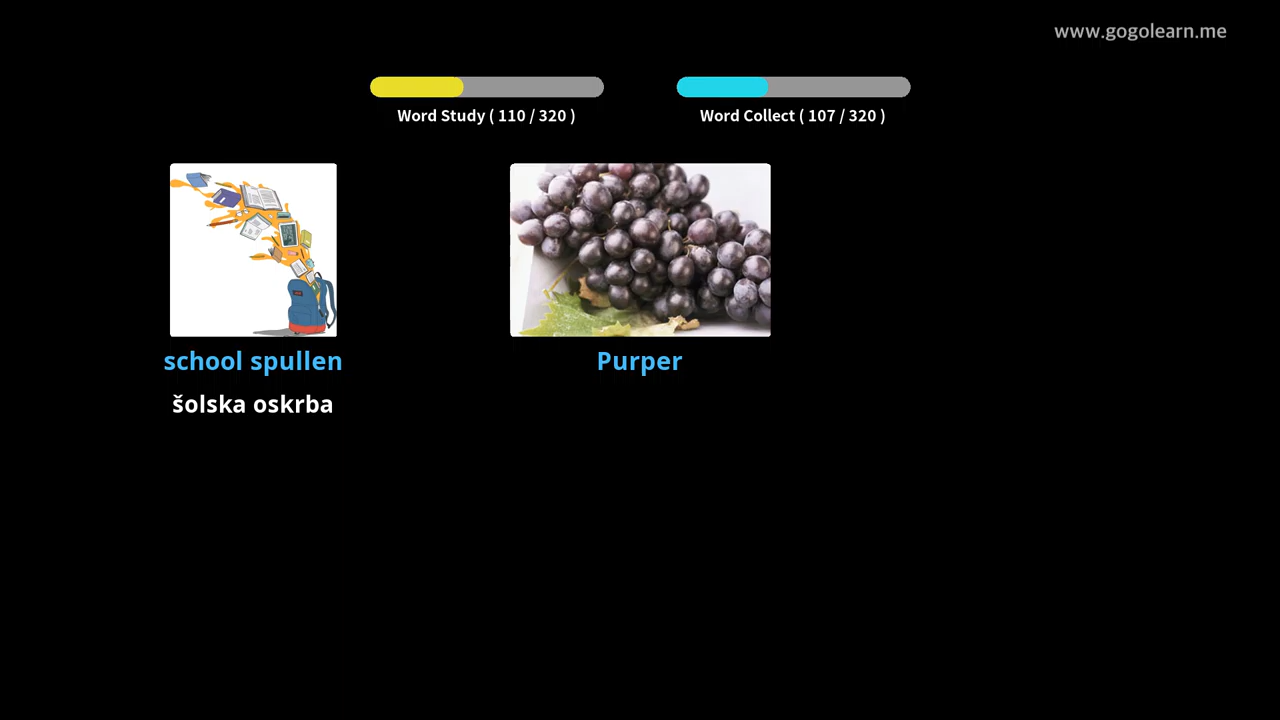 www.gogolearn.me
Word Study ( 110 / 320 )
Word Collect ( 107 / 320 )
school spullen
Purper
šolska oskrba